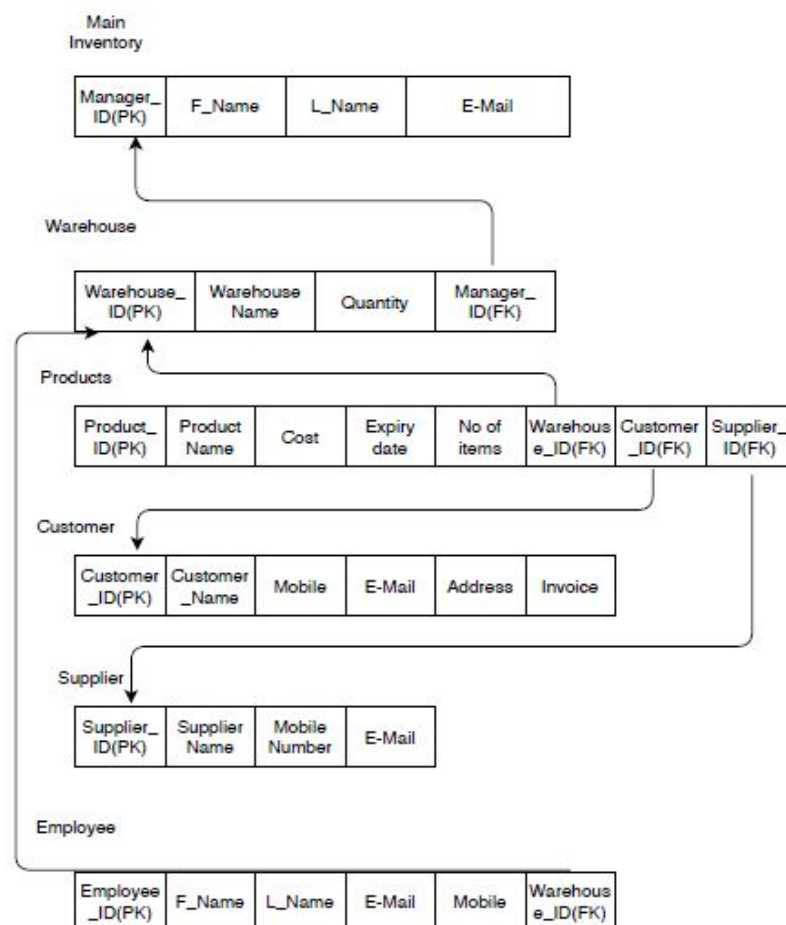 Main
Inventory
Manager_
ID(PK)
F_Name
L_Name
E-Mail
Warehouse
Warehouse_
ID(PK)
Warehouse
Name
Quantity
Manager_
ID(FK)
Products
Product_
ID(PK)
Product
Name
Cost
Expiry
date
No of
items
Warehous
e_ID(FK)
Customer
_ID(FK)
Supplier_
ID(FK)
Customer
Customer
_ID(PK)
Customer
_Name
Mobile
E-Mail
Address
Invoice
Supplier
Supplier_
ID(PK)
Supplier
Name
Mobile
Number
E-Mail
Employee
Employee
_ID(PK)
F_Name
L_Name
E-Mail
Mobile
Warehous
e_ID(FK)